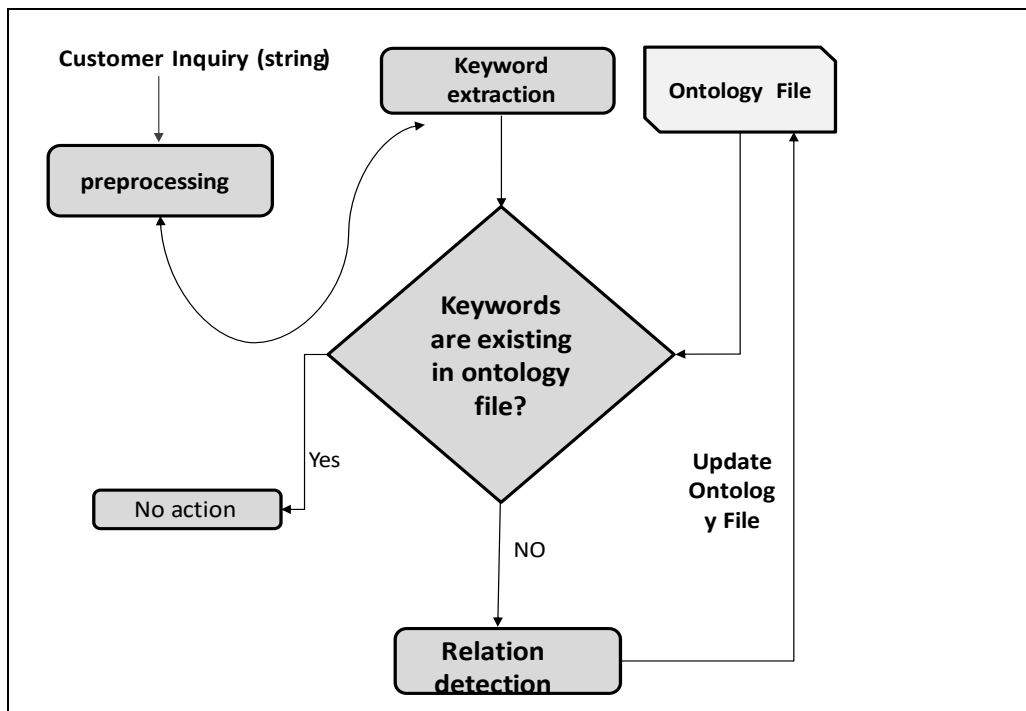 Customer Inquiry (string)
Keyword
extraction
Ontology File
preprocessing
Keywords
are existing
in ontology
file?
Yes
No action
Update
Ontolog
y File
NO
Relation
detection